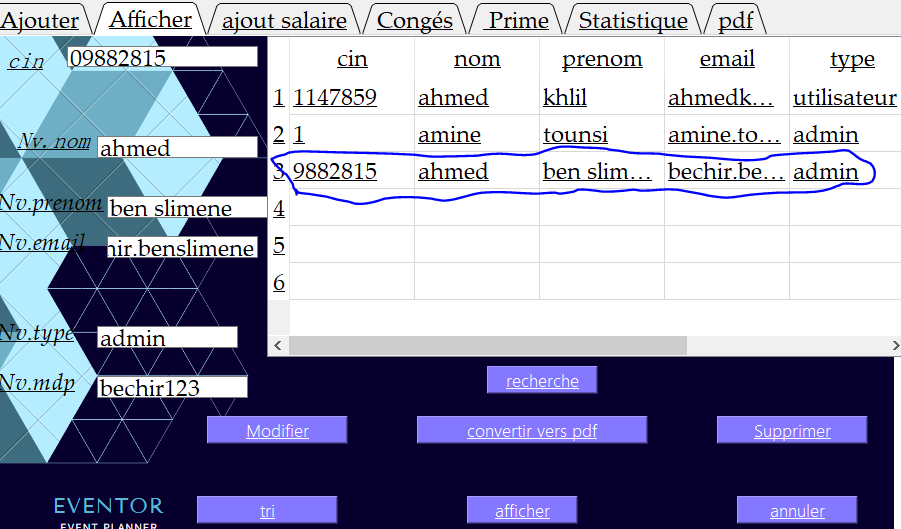 Ajouter Afficher ajout salaire Congés Prime Statistique pdf
cin 09882815
Nv.nom ahmed
Nv.prenom ben slimene
Nv.email nir.benslimene
Nv.type admin
Nv.mdp bechir123
cin nom prenom email type
1 1147859 ahmed khlil ahmedk... utilisateur
2 1 amine tounsi amine.to... admin
3 9882815 ahmed ben slim... bechir.be... admin
4
5
6
recherche
Modifier convertir vers pdf Supprimer
tri afficher annuler
EVENTOR
EVENT PLANNER